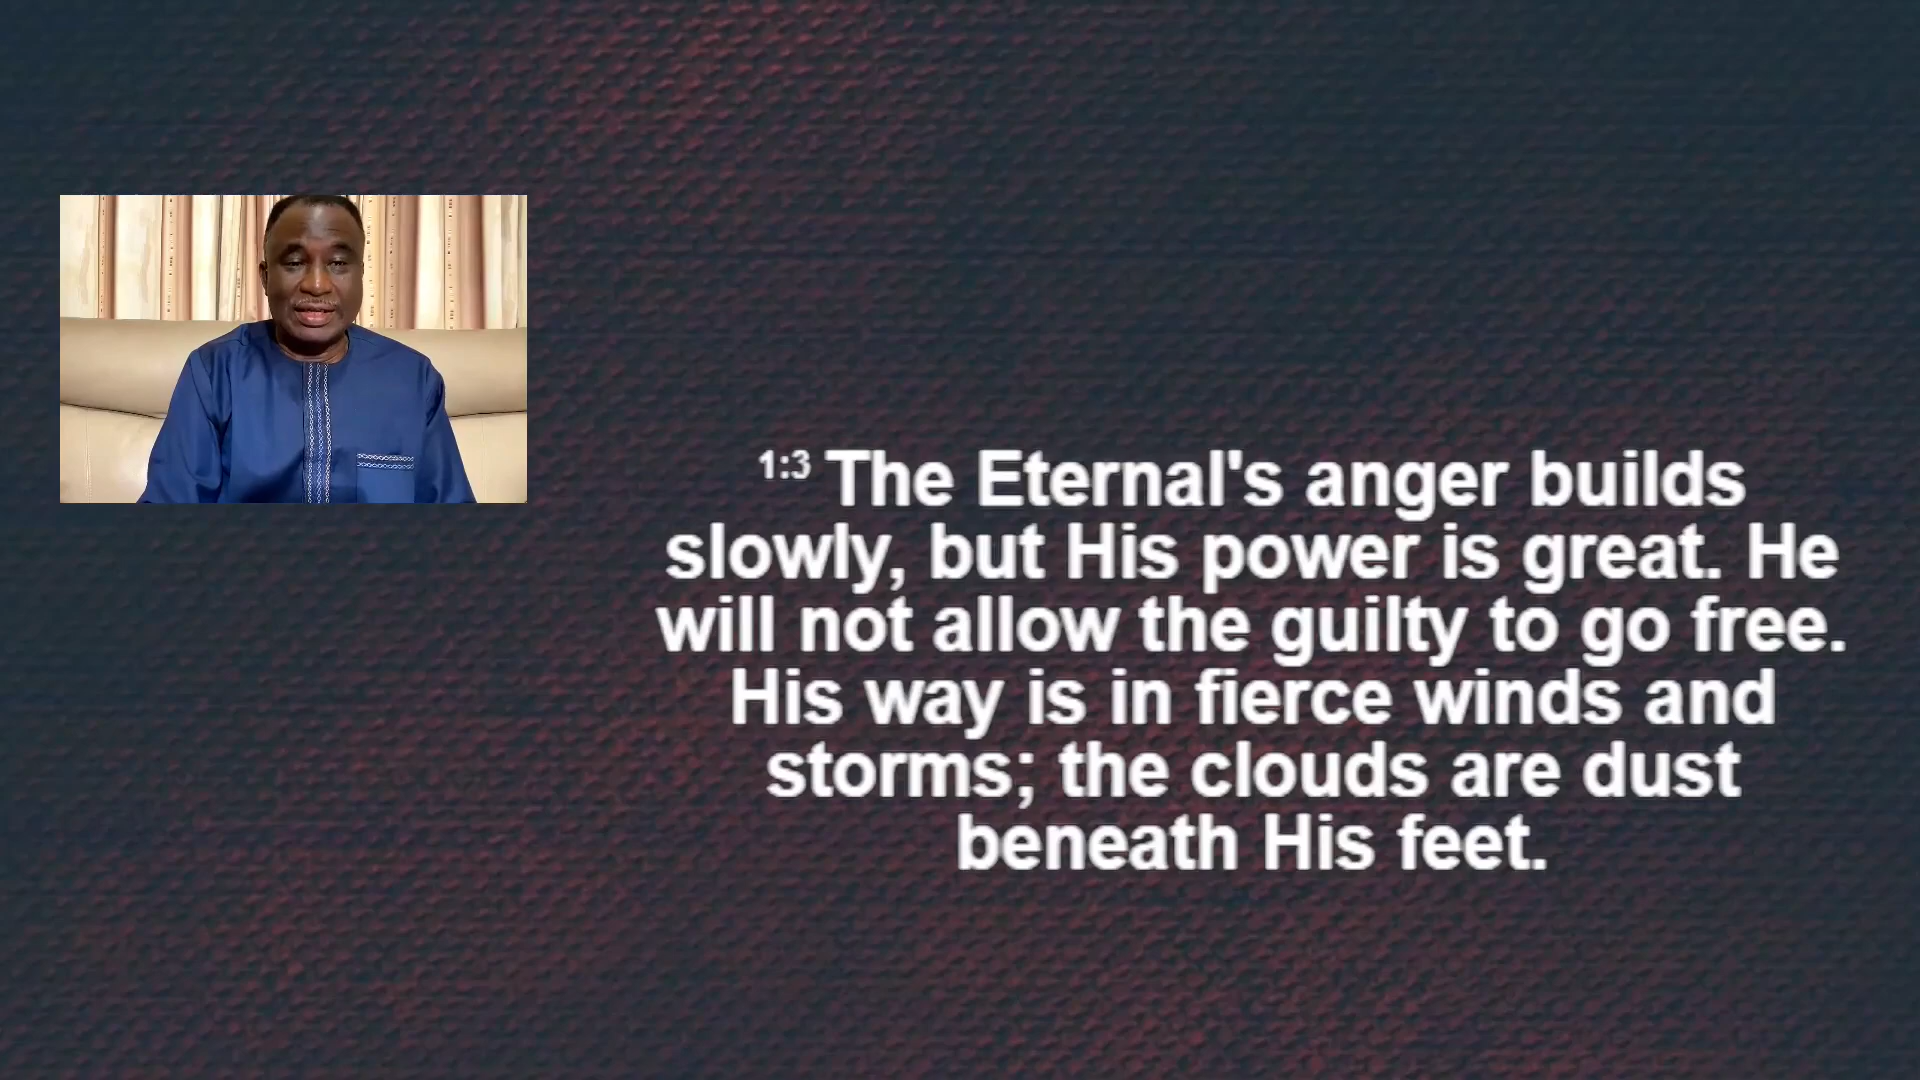 1:3 The Eternal's anger builds
slowly, but His power is great. He
will not allow the guilty to go free.
His way is in fierce winds and
storms; the clouds are dust
beneath His feet.